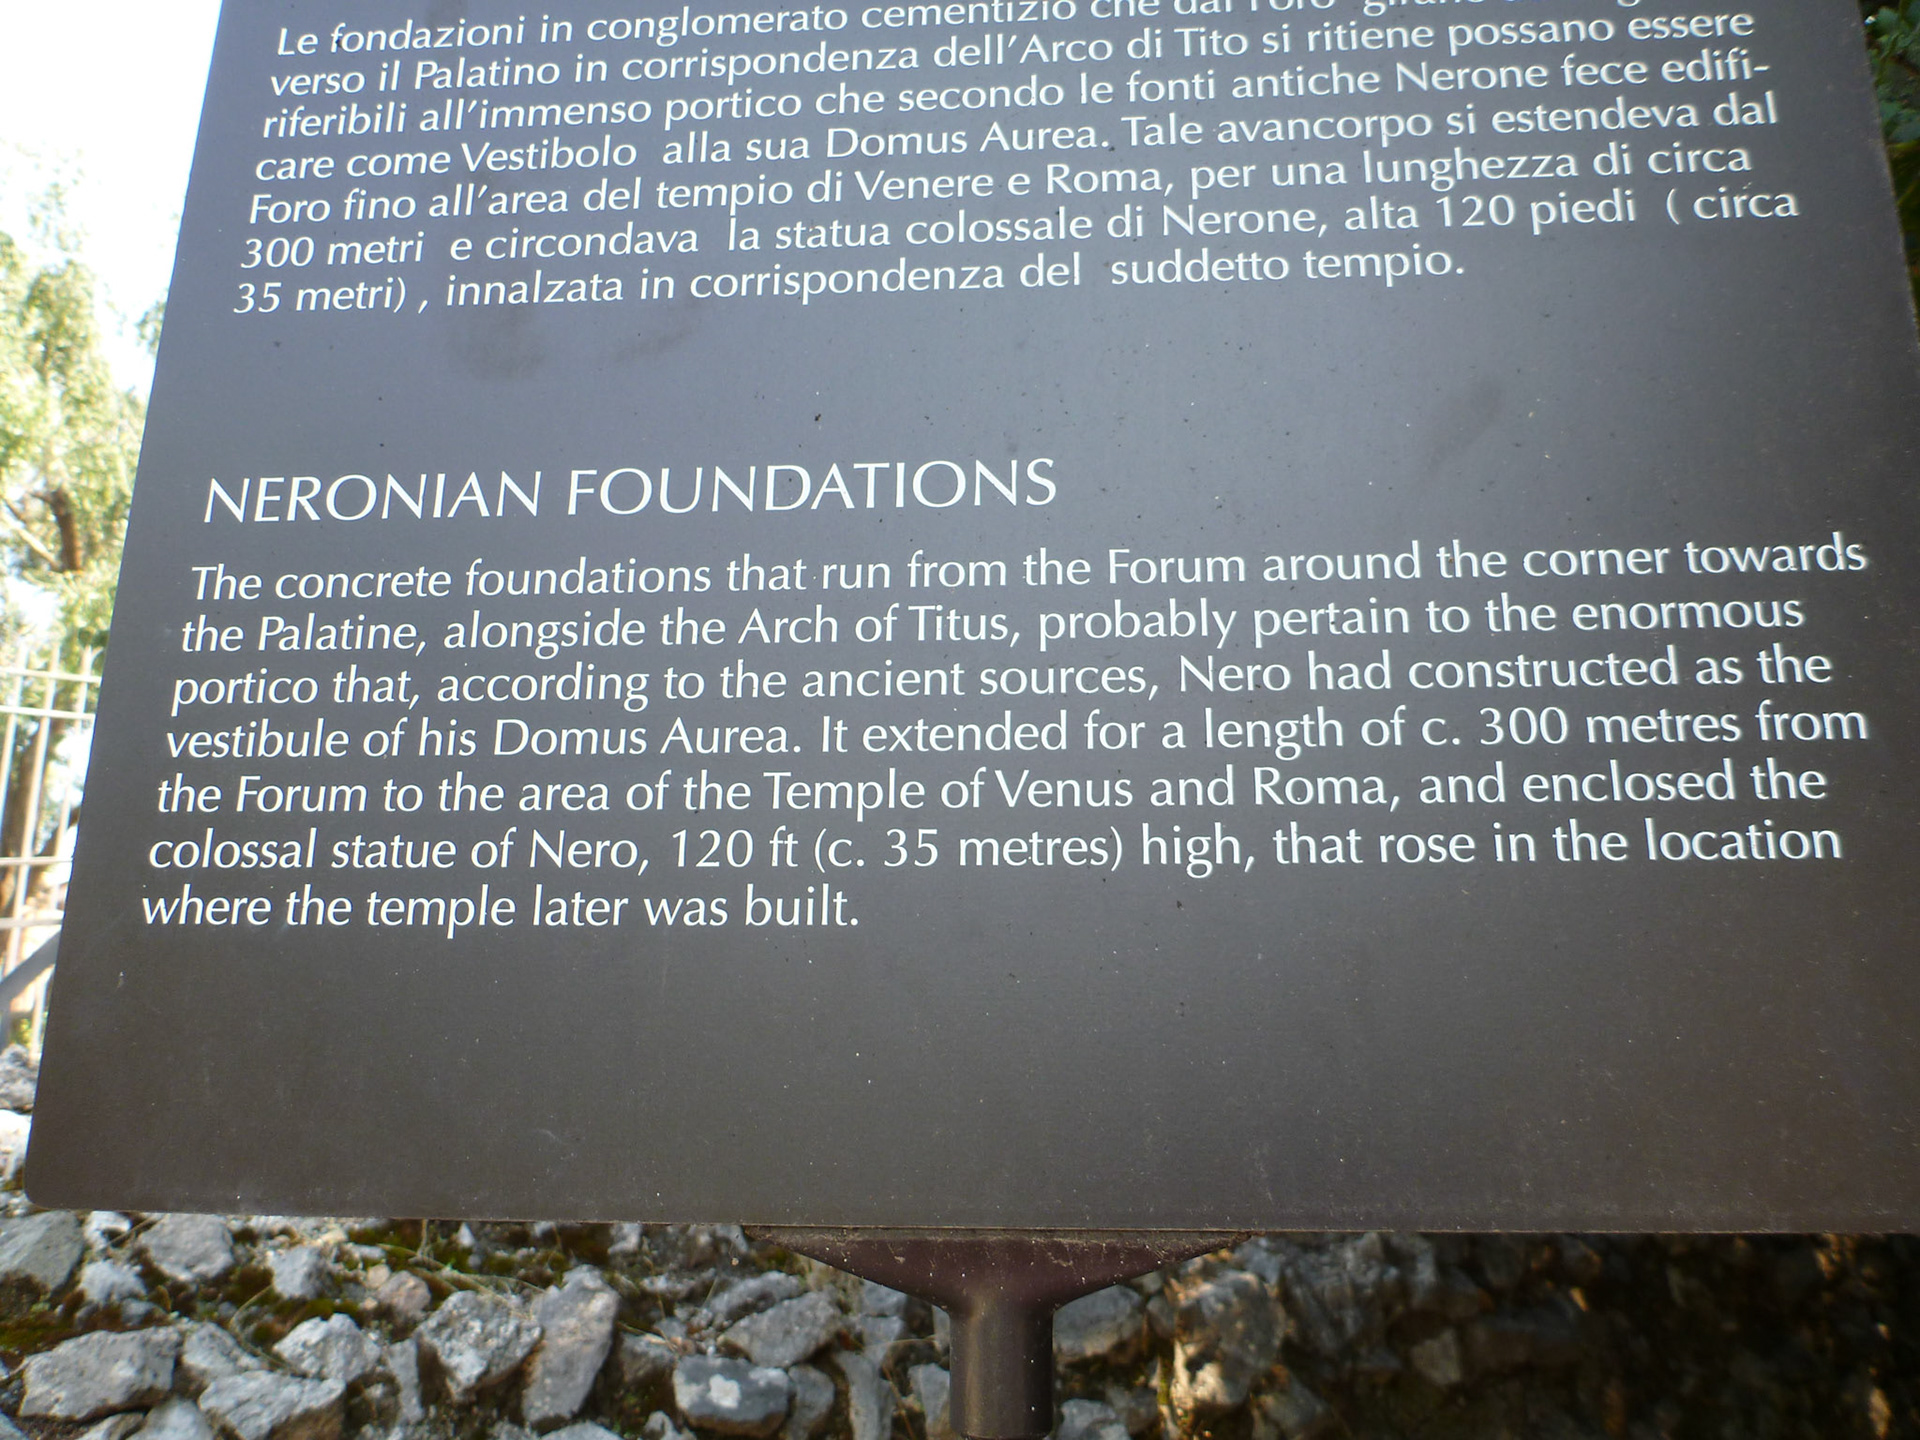 Le fondazioni in conglomerato cementizio che dal Foro girano
verso il Palatino in corrispondenza dell'Arco di Tito si ritiene possano essere
riferibili all'immenso portico che secondo le fonti antiche Nerone fece edifi-
care come Vestibolo alla sua Domus Aurea. Tale avancorpo si estendeva dal
Foro fino all'area del tempio di Venere e Roma, per una lunghezza di circa
300 metri e circondava la statua colossale di Nerone, alta 120 piedi ( circa
35 metri) , innalzata in corrispondenza del suddetto tempio.
NERONIAN FOUNDATIONS
The concrete foundations that run from the Forum around the corner towards
the Palatine, alongside the Arch of Titus, probably pertain to the enormous
portico that, according to the ancient sources, Nero had constructed as the
vestibule of his Domus Aurea. It extended for a length of c. 300 metres from
the Forum to the area of the Temple of Venus and Roma, and enclosed the
colossal statue of Nero, 120 ft (c. 35 metres) high, that rose in the location
where the temple later was built.